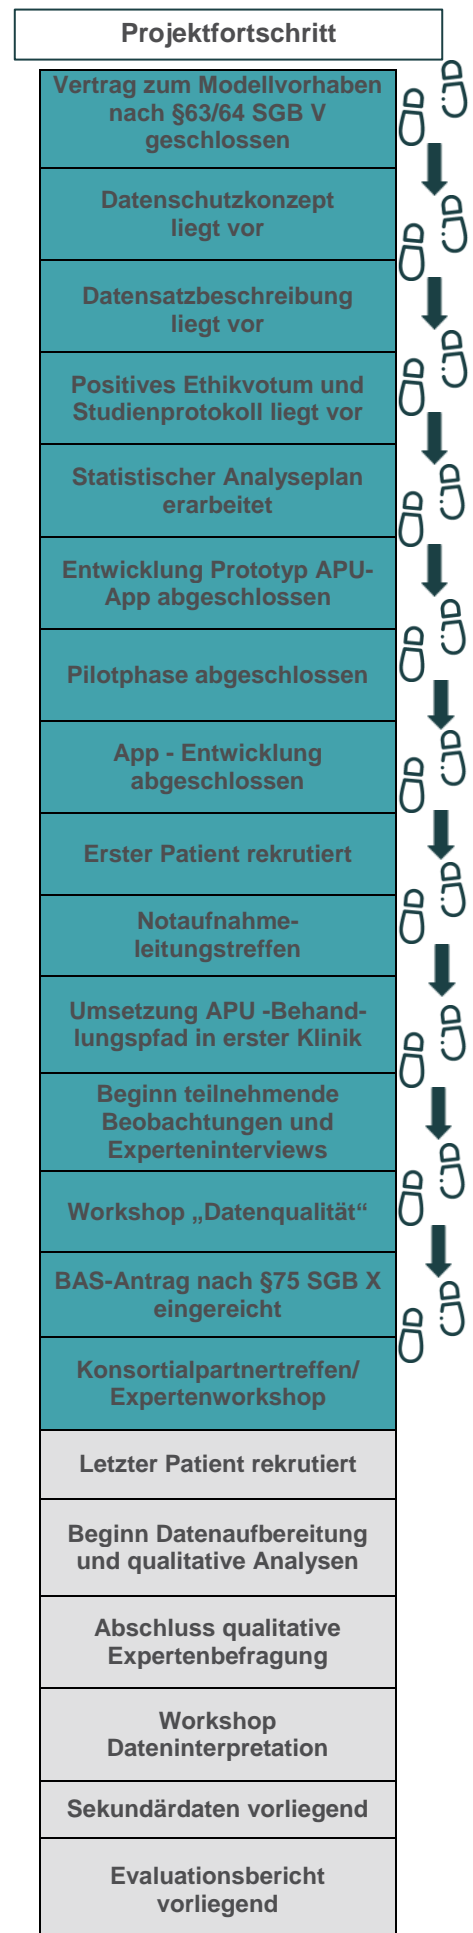 Projektfortschritt
Vertrag zum Modellvorhaben
nach §63/64 SGB V
geschlossen
Datenschutzkonzept
liegt vor
Datensatzbeschreibung
liegt vor
Positives Ethikvotum und
Studienprotokoll liegt vor
Statistischer Analyseplan
erarbeitet
Entwicklung Prototyp APU-
App abgeschlossen
Pilotphase abgeschlossen
App - Entwicklung
abgeschlossen
Erster Patient rekrutiert
Notaufnahme-
leitungstreffen
Umsetzung APU -Behand-
lungspfad in erster Klinik
Beginn teilnehmende
Beobachtungen und
Experteninterviews
Workshop „Datenqualität“
BAS-Antrag nach §75 SGB X
eingereicht
Konsortialpartnertreffen/
Expertenworkshop
Letzter Patient rekrutiert
Beginn Datenaufbereitung
und qualitative Analysen
Abschluss qualitative
Expertenbefragung
Workshop
Dateninterpretation
Sekundärdaten vorliegend
Evaluationsbericht
vorliegend